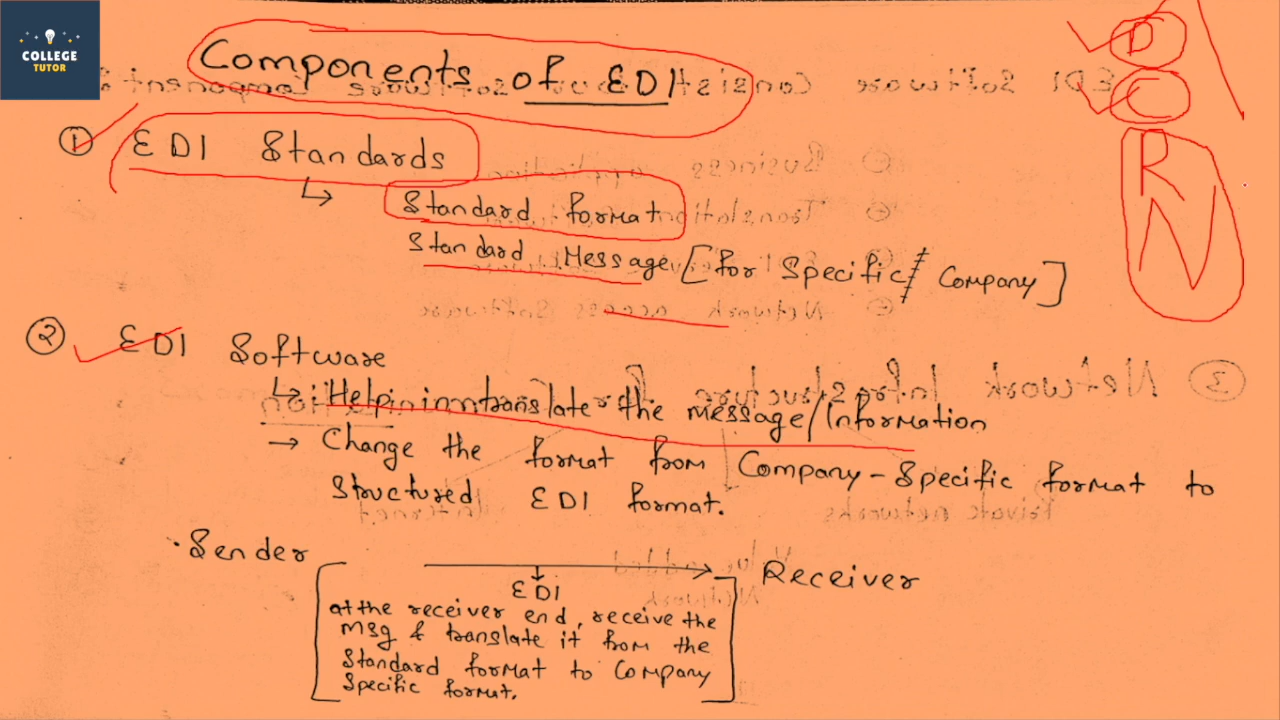 COLLEGE
TUTOR
Components of EDI
D
C
R
N
① EDI Standards
↳ Standard format
Standard Message [for Specific Company]
② EDI Software
↳ Help in translate the message/Information
→ Change the format from Company-Specific format to
Structured EDI format.
Sender → Receiver
EDI
at the receiver end, receive the
msg & translate it from the
Standard format to Company
Specific format.